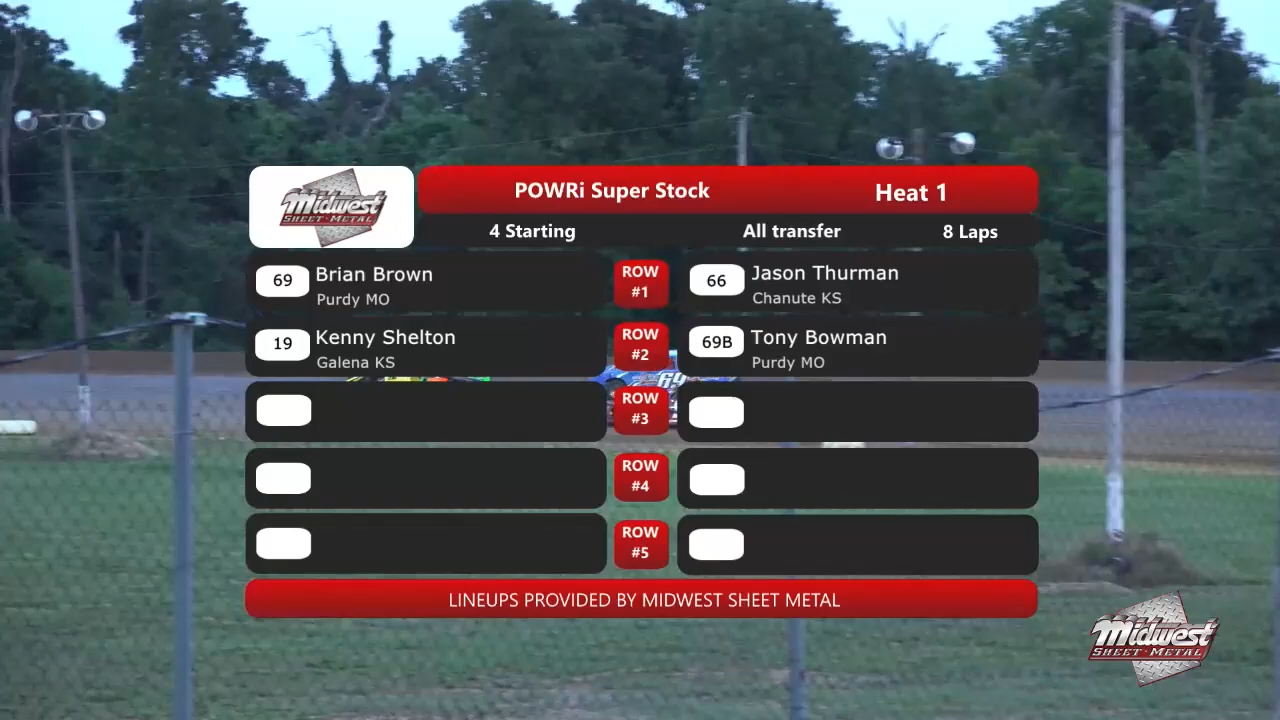 Midwest
SHEET METAL
POWRi Super Stock
Heat 1
4 Starting
All transfer
8 Laps
69
Brian Brown
Purdy MO
ROW
#1
66
Jason Thurman
Chanute KS
19
Kenny Shelton
Galena KS
ROW
#2
69B
Tony Bowman
Purdy MO
69
ROW
#3
ROW
#4
ROW
#5
LINEUPS PROVIDED BY MIDWEST SHEET METAL
Midwest
SHEET METAL